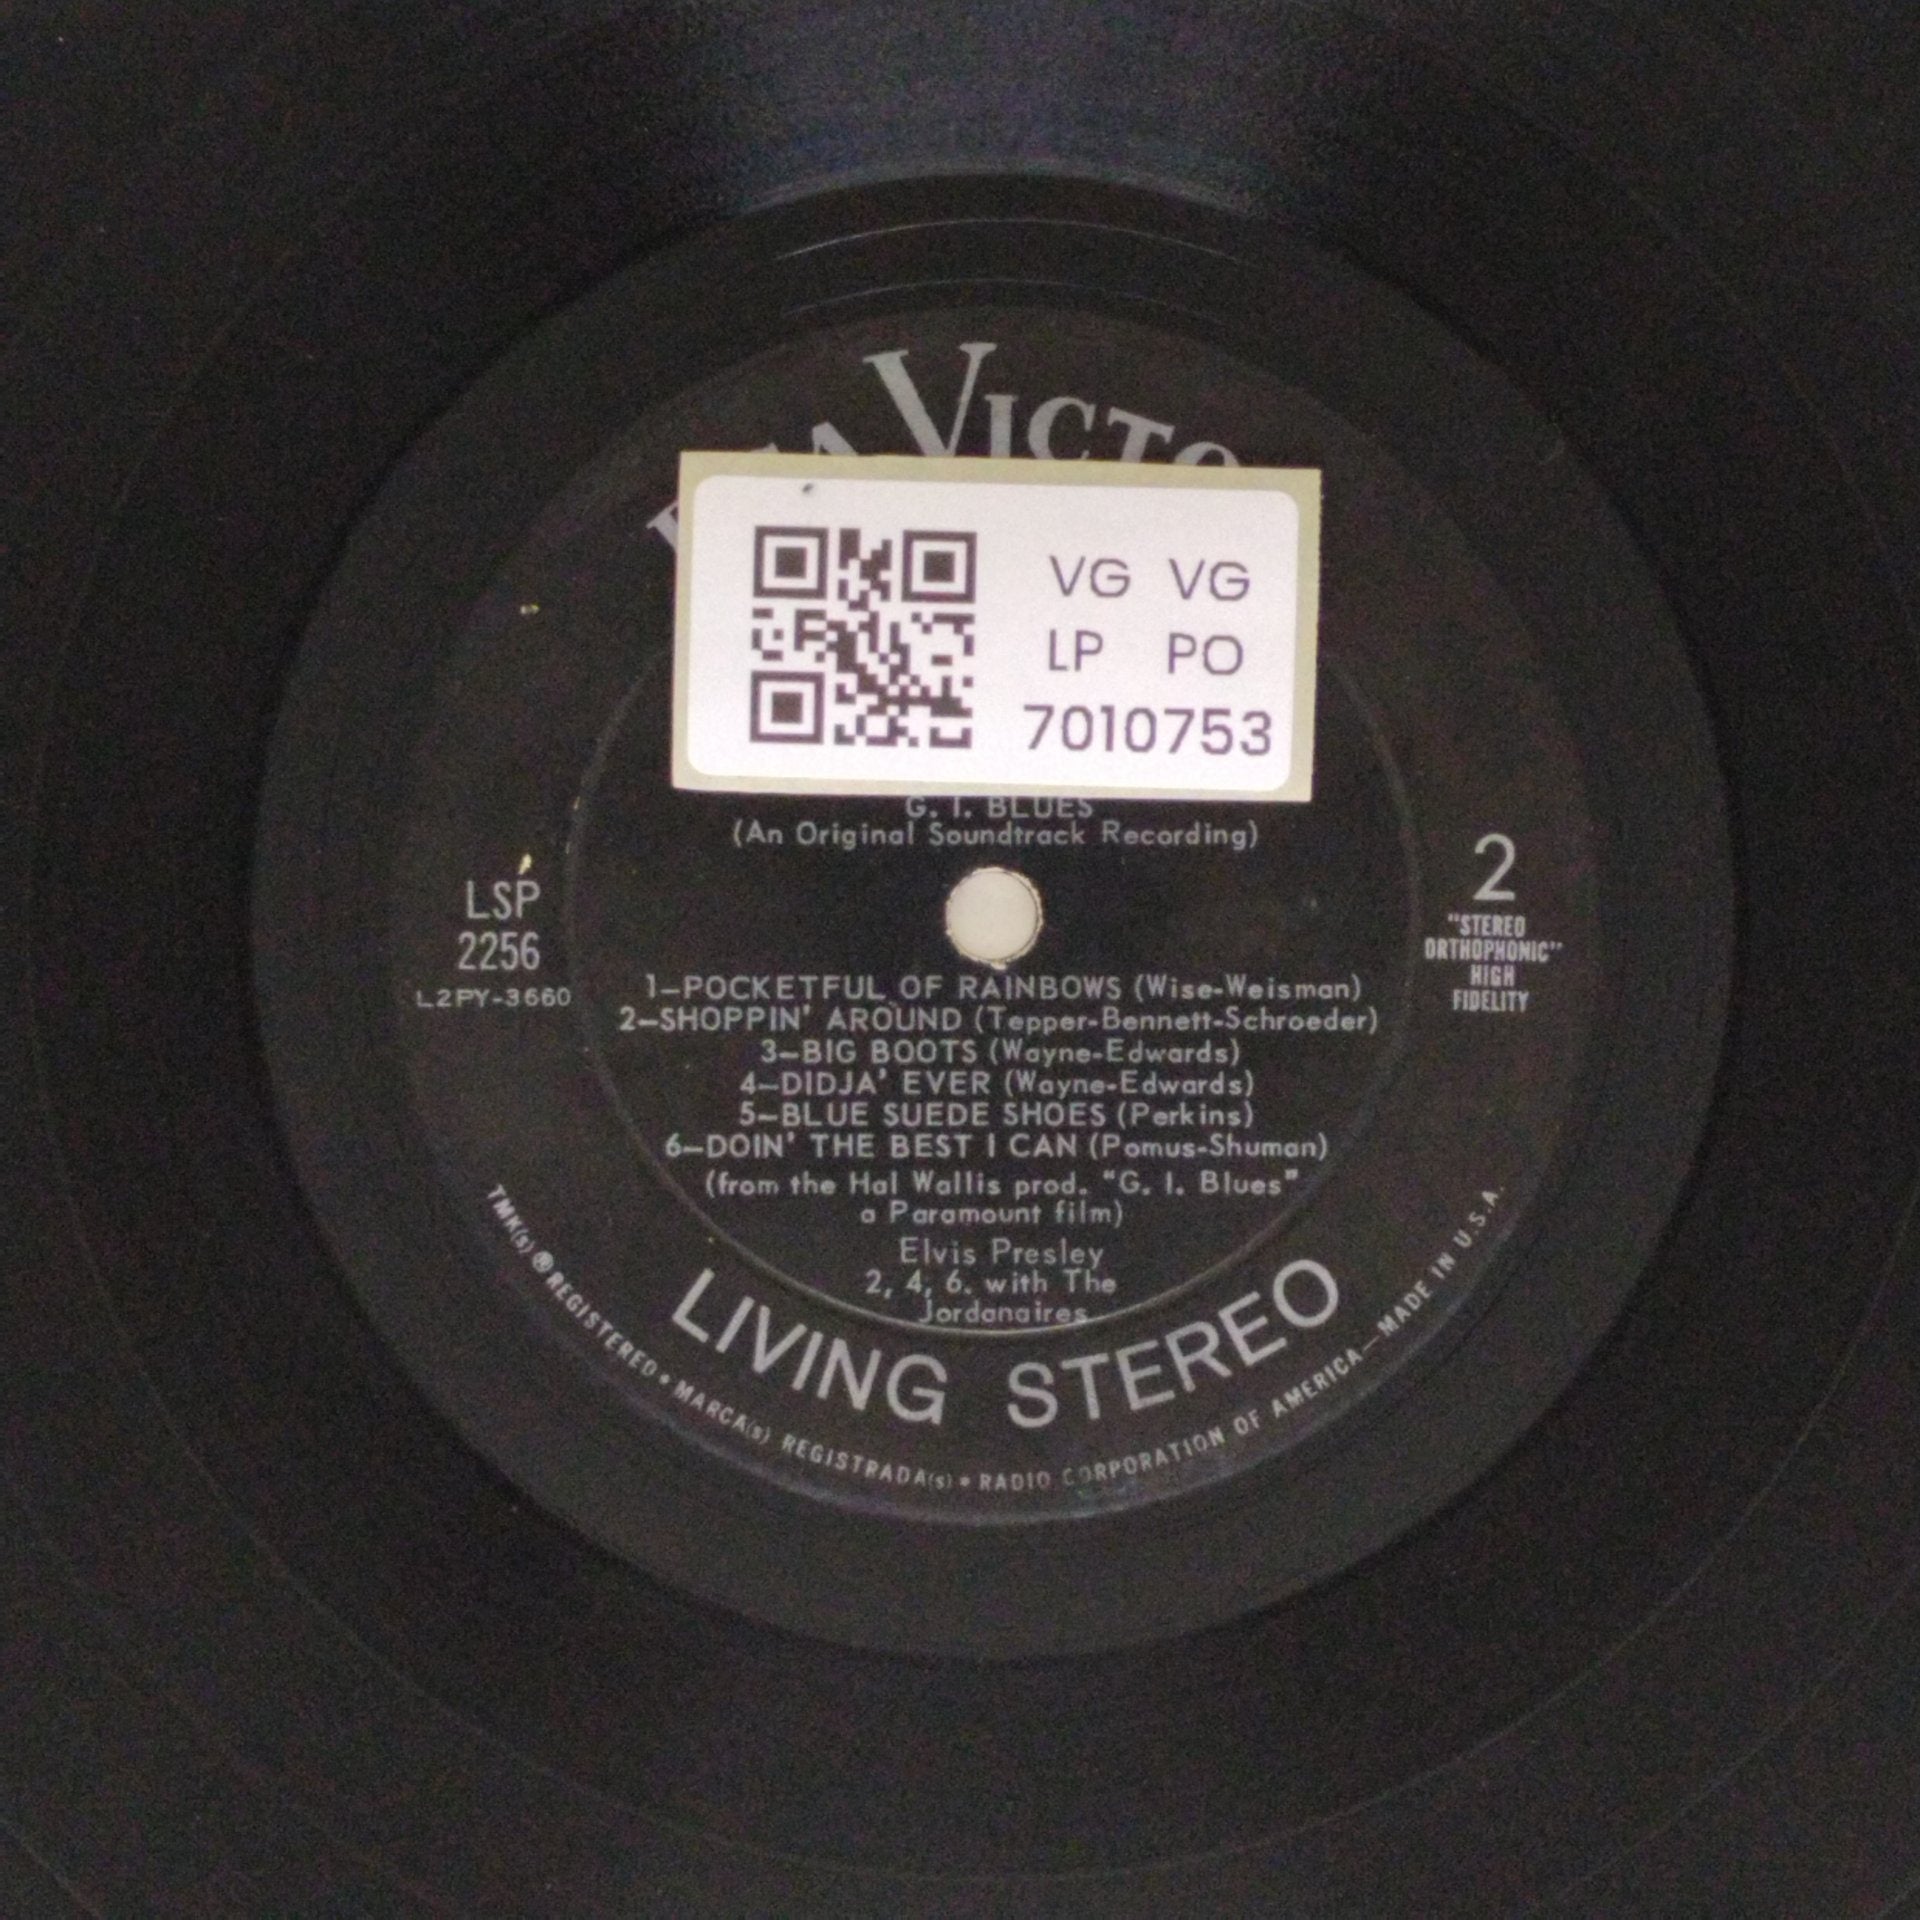 VICTO
VG VG
LP PO
7010753
G. I. BLUES
(An Original Soundtrack Recording)
LSP
2256
L2PY-3660
2
"STEREO
ORTHOPHONIC"
HIGH
FIDELITY
1—POCKETFUL OF RAINBOWS (Wise-Weisman)
2—SHOPPIN' AROUND (Tepper-Bennett-Schroeder)
3—BIG BOOTS (Wayne-Edwards)
4—DIDJA' EVER (Wayne-Edwards)
5—BLUE SUEDE SHOES (Perkins)
6—DOIN' THE BEST I CAN (Pomus-Shuman)
(from the Hal Wallis prod. "G. I. Blues"
a Paramount film)
Elvis Presley
2, 4, 6. with The
Jordanaires
LIVING STEREO
TMK(s) ® REGISTERED • MARCA(s) REGISTRADA(s) • RADIO CORPORATION OF AMERICA—MADE IN U.S.A.